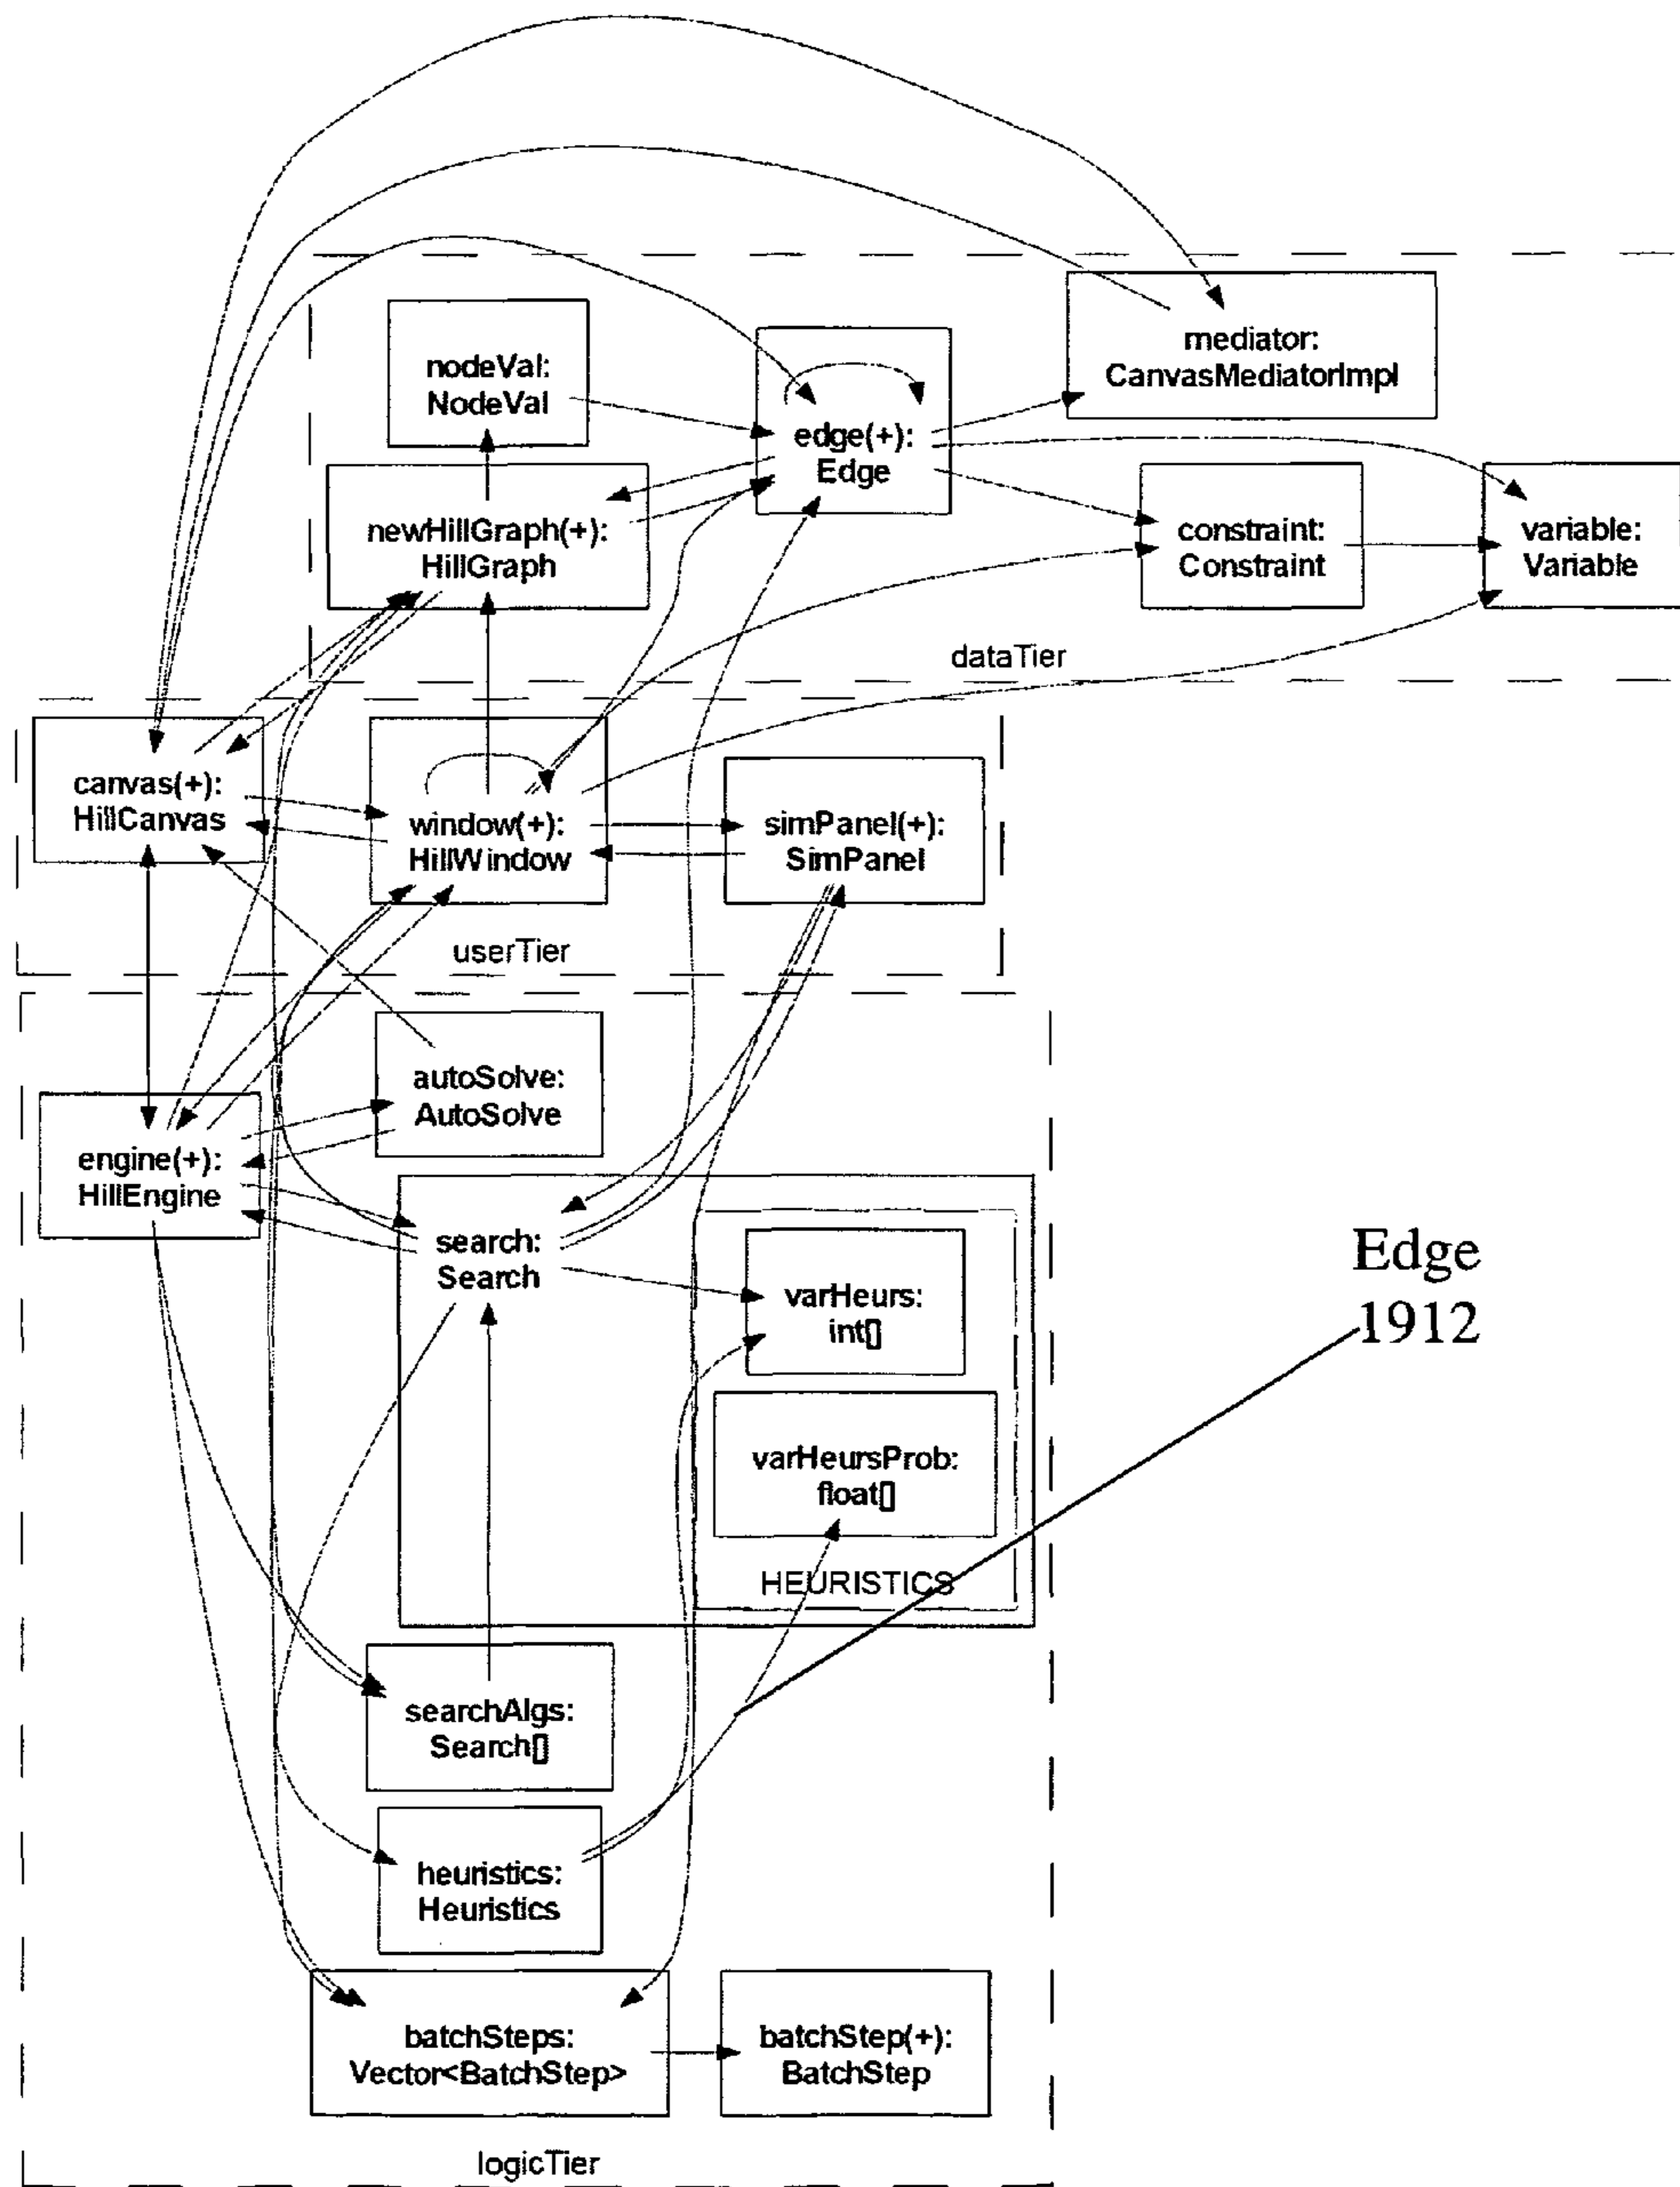 mediator:
CanvasMediatorImpl
nodeVal:
NodeVal
edge(+):
Edge
newHillGraph(+):
HillGraph
constraint:
Constraint
variable:
Variable
dataTier
canvas(+):
HillCanvas
window(+):
HillWindow
simPanel(+):
SimPanel
userTier
autoSolve:
AutoSolve
engine(+):
HillEngine
search:
Search
varHeurs:
int[]
Edge
1912
varHeursProb:
float[]
HEURISTICS
searchAlgs:
Search[]
heuristics:
Heuristics
batchSteps:
Vector<BatchStep>
batchStep(+):
BatchStep
logicTier